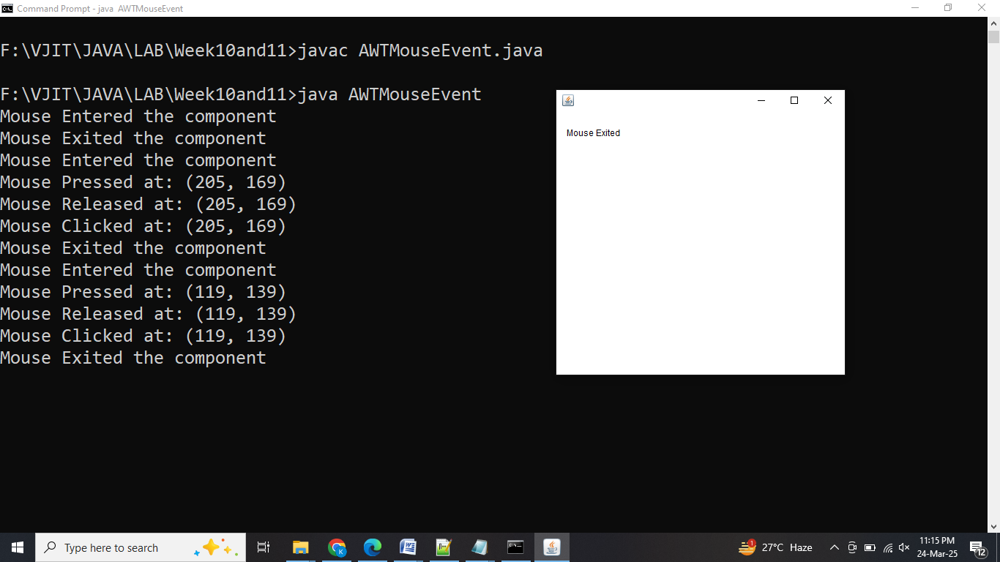 Command Prompt - java  AWTMouseEvent
F:\VJIT\JAVA\LAB\Week10and11>javac AWTMouseEvent.java
F:\VJIT\JAVA\LAB\Week10and11>java AWTMouseEvent
Mouse Entered the component
Mouse Exited the component
Mouse Entered the component
Mouse Pressed at: (205, 169)
Mouse Released at: (205, 169)
Mouse Clicked at: (205, 169)
Mouse Exited the component
Mouse Entered the component
Mouse Pressed at: (119, 139)
Mouse Released at: (119, 139)
Mouse Clicked at: (119, 139)
Mouse Exited the component
Mouse Exited
Type here to search
1
27°C Haze
11:15 PM
24-Mar-25
12